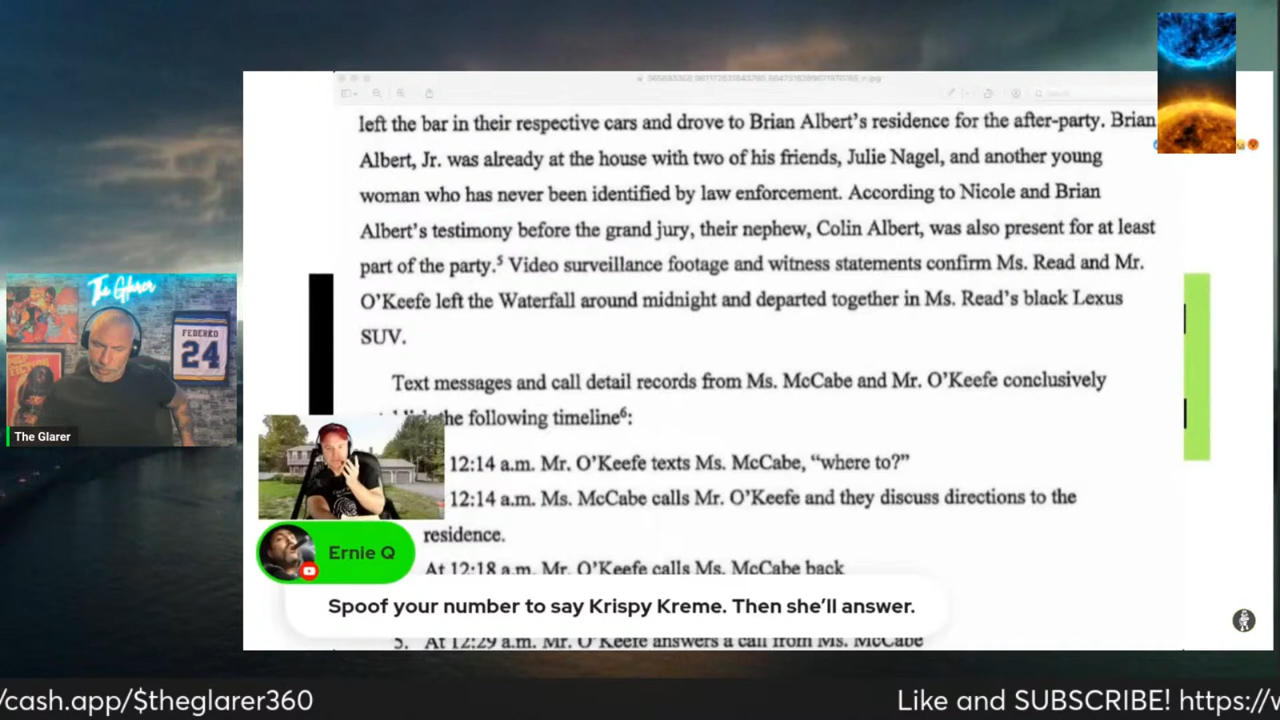 left the bar in their respective cars and drove to Brian Albert's residence for the after-party. Brian
Albert, Jr. was already at the house with two of his friends, Julie Nagel, and another young
woman who has never been identified by law enforcement. According to Nicole and Brian
Albert's testimony before the grand jury, their nephew, Colin Albert, was also present for at least
part of the party.⁵ Video surveillance footage and witness statements confirm Ms. Read and Mr.
O'Keefe left the Waterfall around midnight and departed together in Ms. Read's black Lexus
SUV.
Text messages and call detail records from Ms. McCabe and Mr. O'Keefe conclusively
the following timeline⁶:
12:14 a.m. Mr. O'Keefe texts Ms. McCabe, “where to?”
12:14 a.m. Ms. McCabe calls Mr. O'Keefe and they discuss directions to the
residence.
At 12:18 a.m. Mr. O'Keefe calls Ms. McCabe back
5. At 12:29 a.m. Mr. O'Keefe answers a call from Ms. McCabe
The Glarer
FEDERKO
24
The Glarer
Ernie Q
Spoof your number to say Krispy Kreme. Then she'll answer.
/cash.app/$theglarer360
Like and SUBSCRIBE! https://